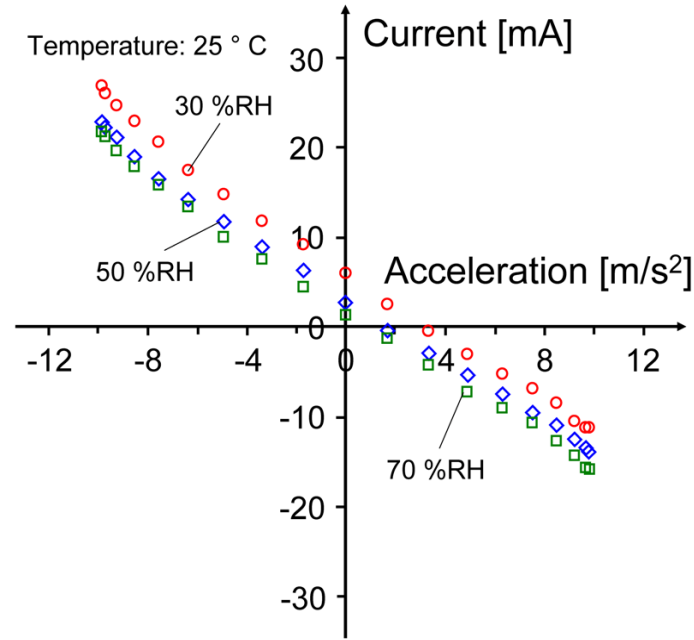 Current [mA]
Temperature: 25 ° C
30
30 %RH
20
10
50 %RH
Acceleration [m/s²]
0
-12 -8 -4 0 4 8 12
-10
70 %RH
-20
-30